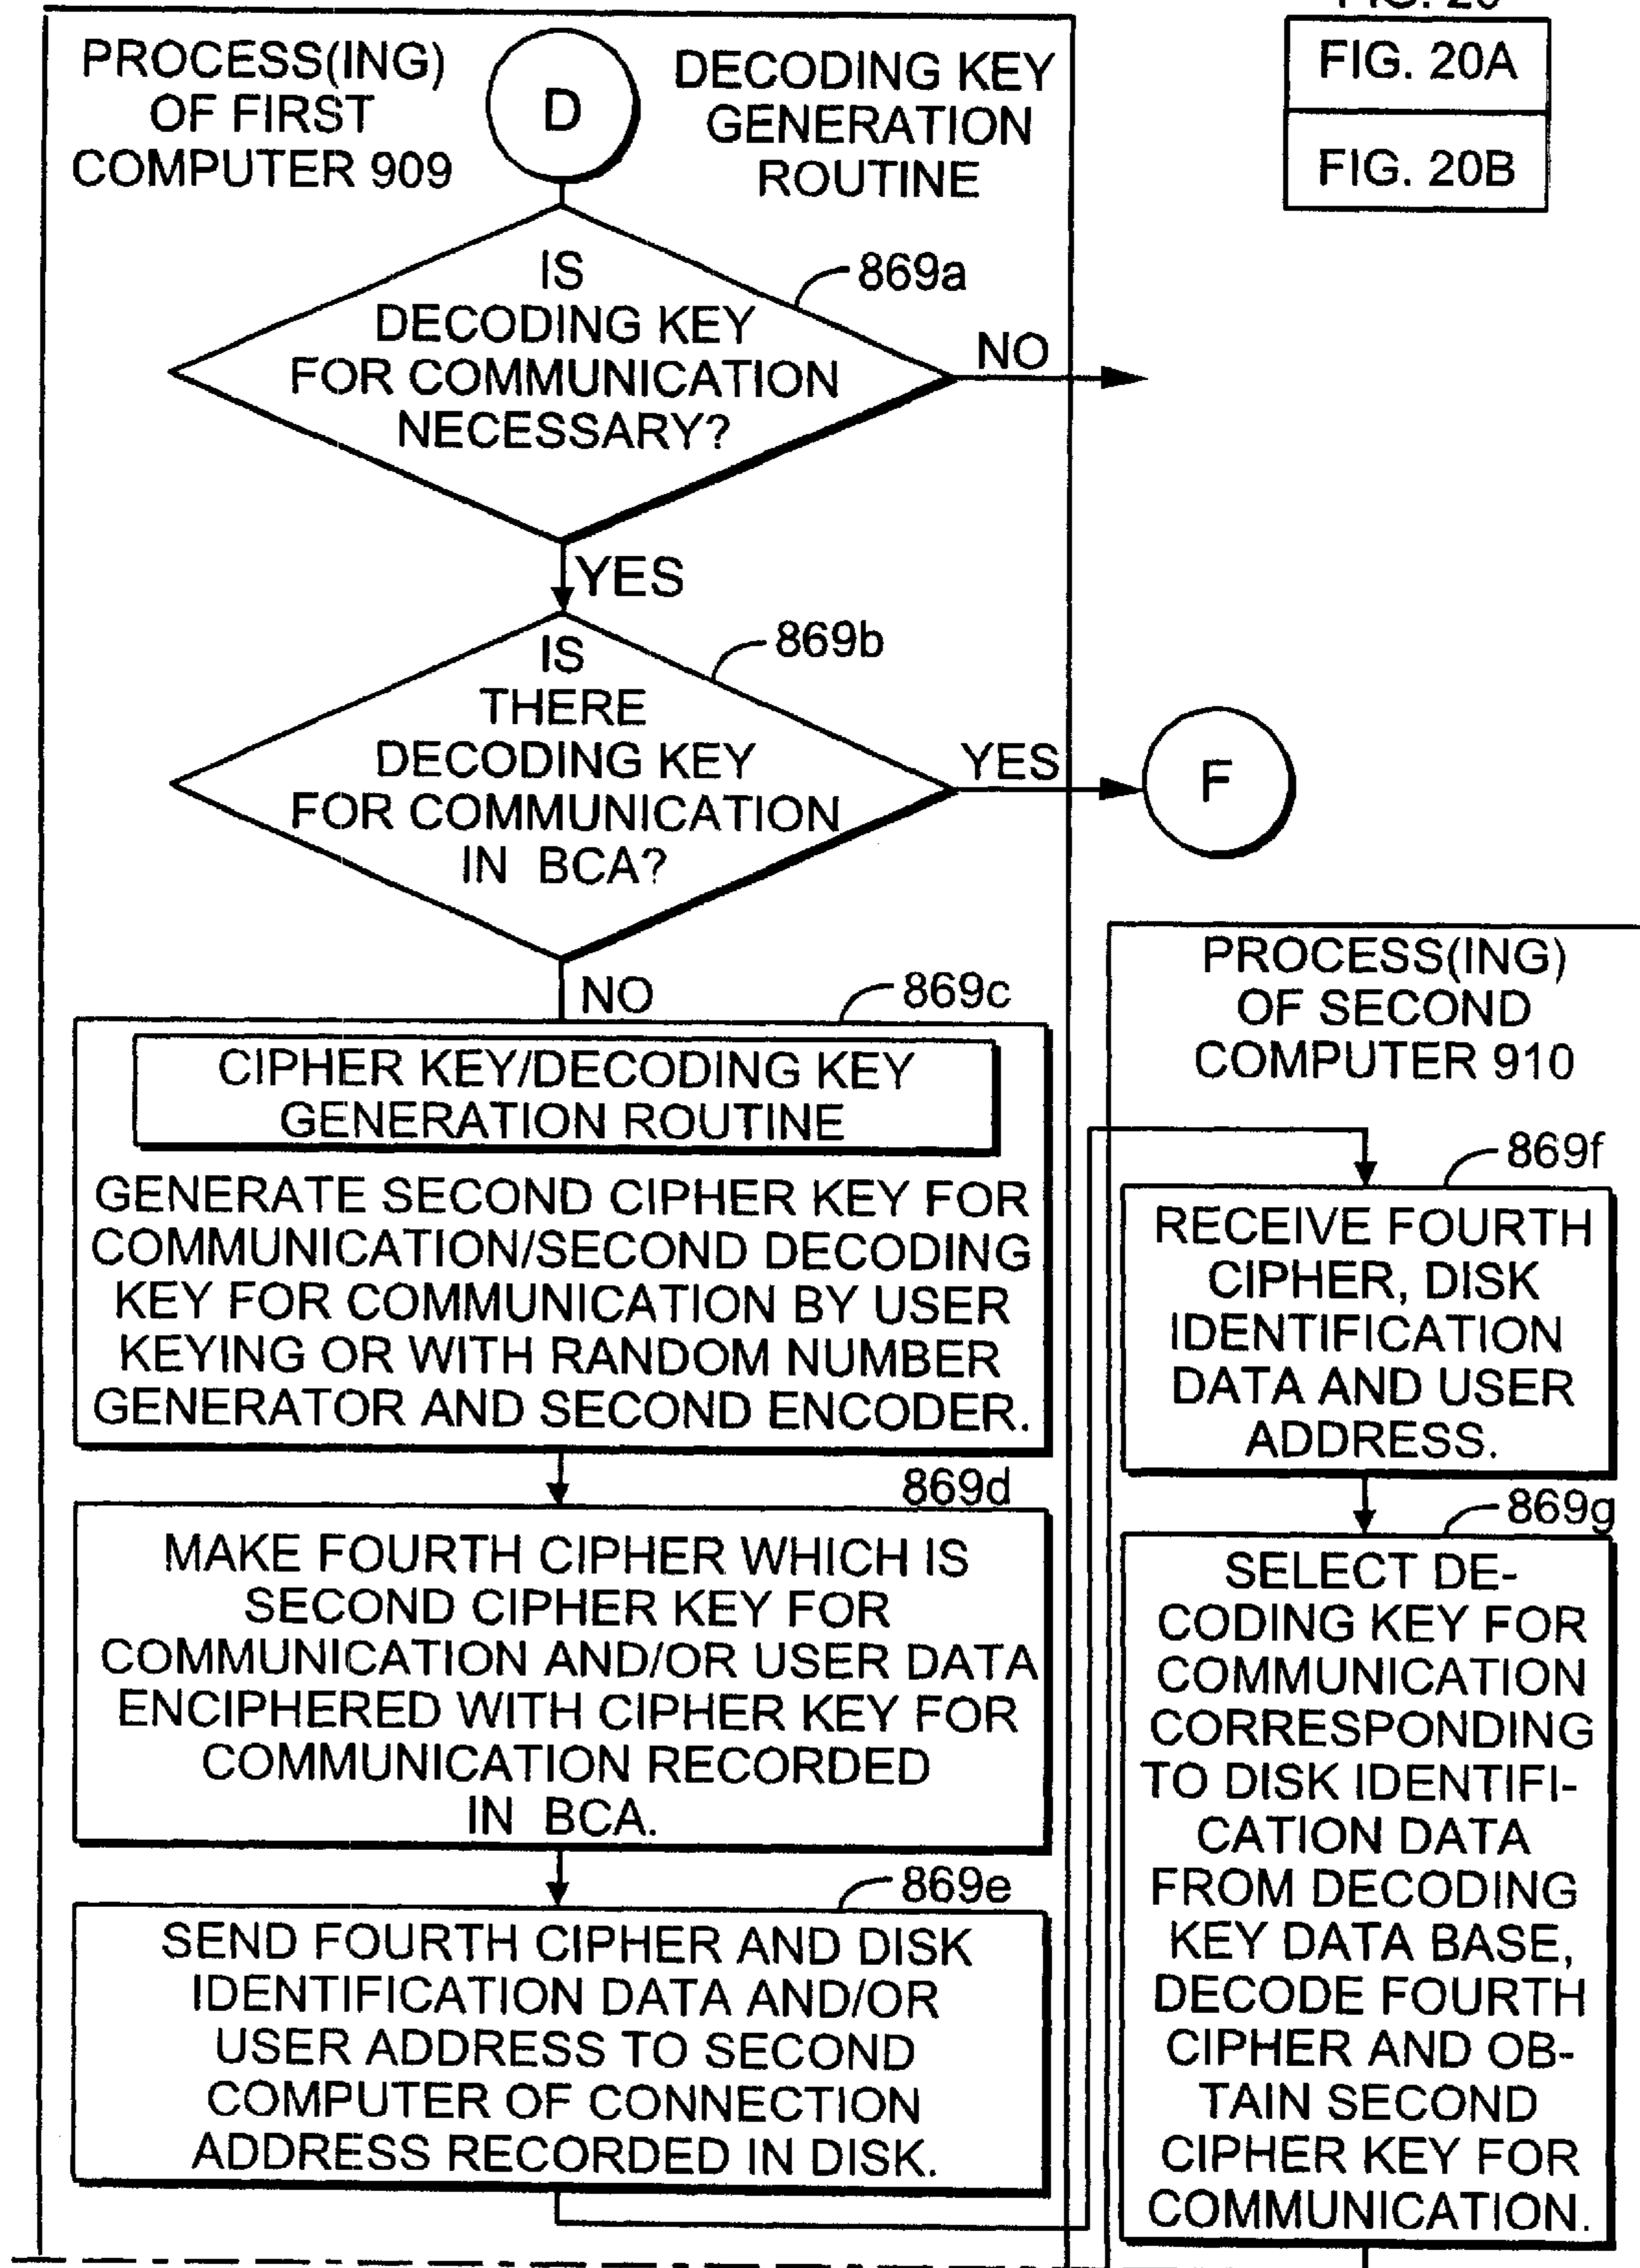 FIG. 20
FIG. 20A
FIG. 20B
PROCESS(ING)
OF FIRST
COMPUTER 909
D
DECODING KEY
GENERATION
ROUTINE
869a
IS
DECODING KEY
FOR COMMUNICATION
NECESSARY?
NO
YES
869b
IS
THERE
DECODING KEY
FOR COMMUNICATION
IN BCA?
YES
F
NO
869c
CIPHER KEY/DECODING KEY
GENERATION ROUTINE
GENERATE SECOND CIPHER KEY FOR
COMMUNICATION/SECOND DECODING
KEY FOR COMMUNICATION BY USER
KEYING OR WITH RANDOM NUMBER
GENERATOR AND SECOND ENCODER.
869d
MAKE FOURTH CIPHER WHICH IS
SECOND CIPHER KEY FOR
COMMUNICATION AND/OR USER DATA
ENCIPHERED WITH CIPHER KEY FOR
COMMUNICATION RECORDED
IN BCA.
869e
SEND FOURTH CIPHER AND DISK
IDENTIFICATION DATA AND/OR
USER ADDRESS TO SECOND
COMPUTER OF CONNECTION
ADDRESS RECORDED IN DISK.
PROCESS(ING)
OF SECOND
COMPUTER 910
869f
RECEIVE FOURTH
CIPHER, DISK
IDENTIFICATION
DATA AND USER
ADDRESS.
869g
SELECT DE-
CODING KEY FOR
COMMUNICATION
CORRESPONDING
TO DISK IDENTIFI-
CATION DATA
FROM DECODING
KEY DATA BASE,
DECODE FOURTH
CIPHER AND OB-
TAIN SECOND
CIPHER KEY FOR
COMMUNICATION.